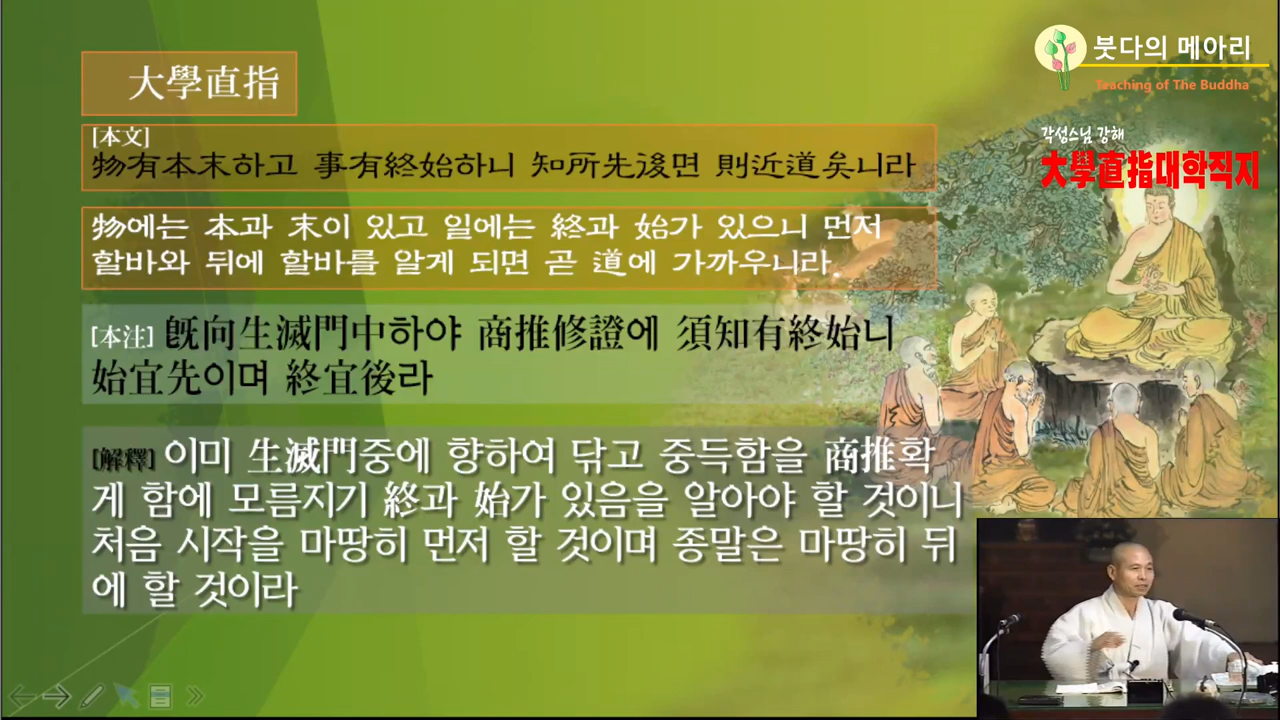 붓다의 메아리
Teaching of The Buddha
각성스님 강해
大學直指대학직지
大學直指
[本文]
物有本末하고 事有終始하니 知所先後면 則近道矣니라
物에는 本과 末이 있고 일에는 終과 始가 있으니 먼저
할바와 뒤에 할바를 알게 되면 곧 道에 가까우니라.
[本注] 旣向生滅門中하야 商推修證에 須知有終始니
始宜先이며 終宜後라
[解釋] 이미 生滅門중에 향하여 닦고 중득함을 商推확
게 함에 모름지기 終과 始가 있음을 알아야 할 것이니
처음 시작을 마땅히 먼저 할 것이며 종말은 마땅히 뒤
에 할 것이라